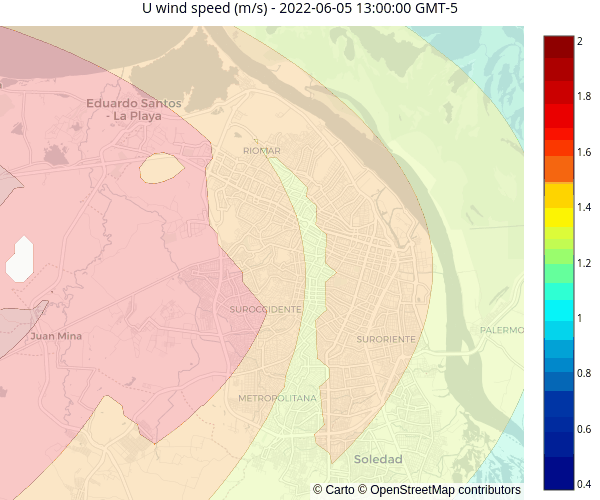 U wind speed (m/s) - 2022-06-05 13:00:00 GMT-5
Eduardo Santos
- La Playa
RIOMAR
SUROCCIDENTE
Juan Mina
SURORIENTE
PALERMO
METROPOLITANA
Soledad
© Carto © OpenStreetMap contributors
2
1.8
1.6
1.4
1.2
1
0.8
0.6
0.4